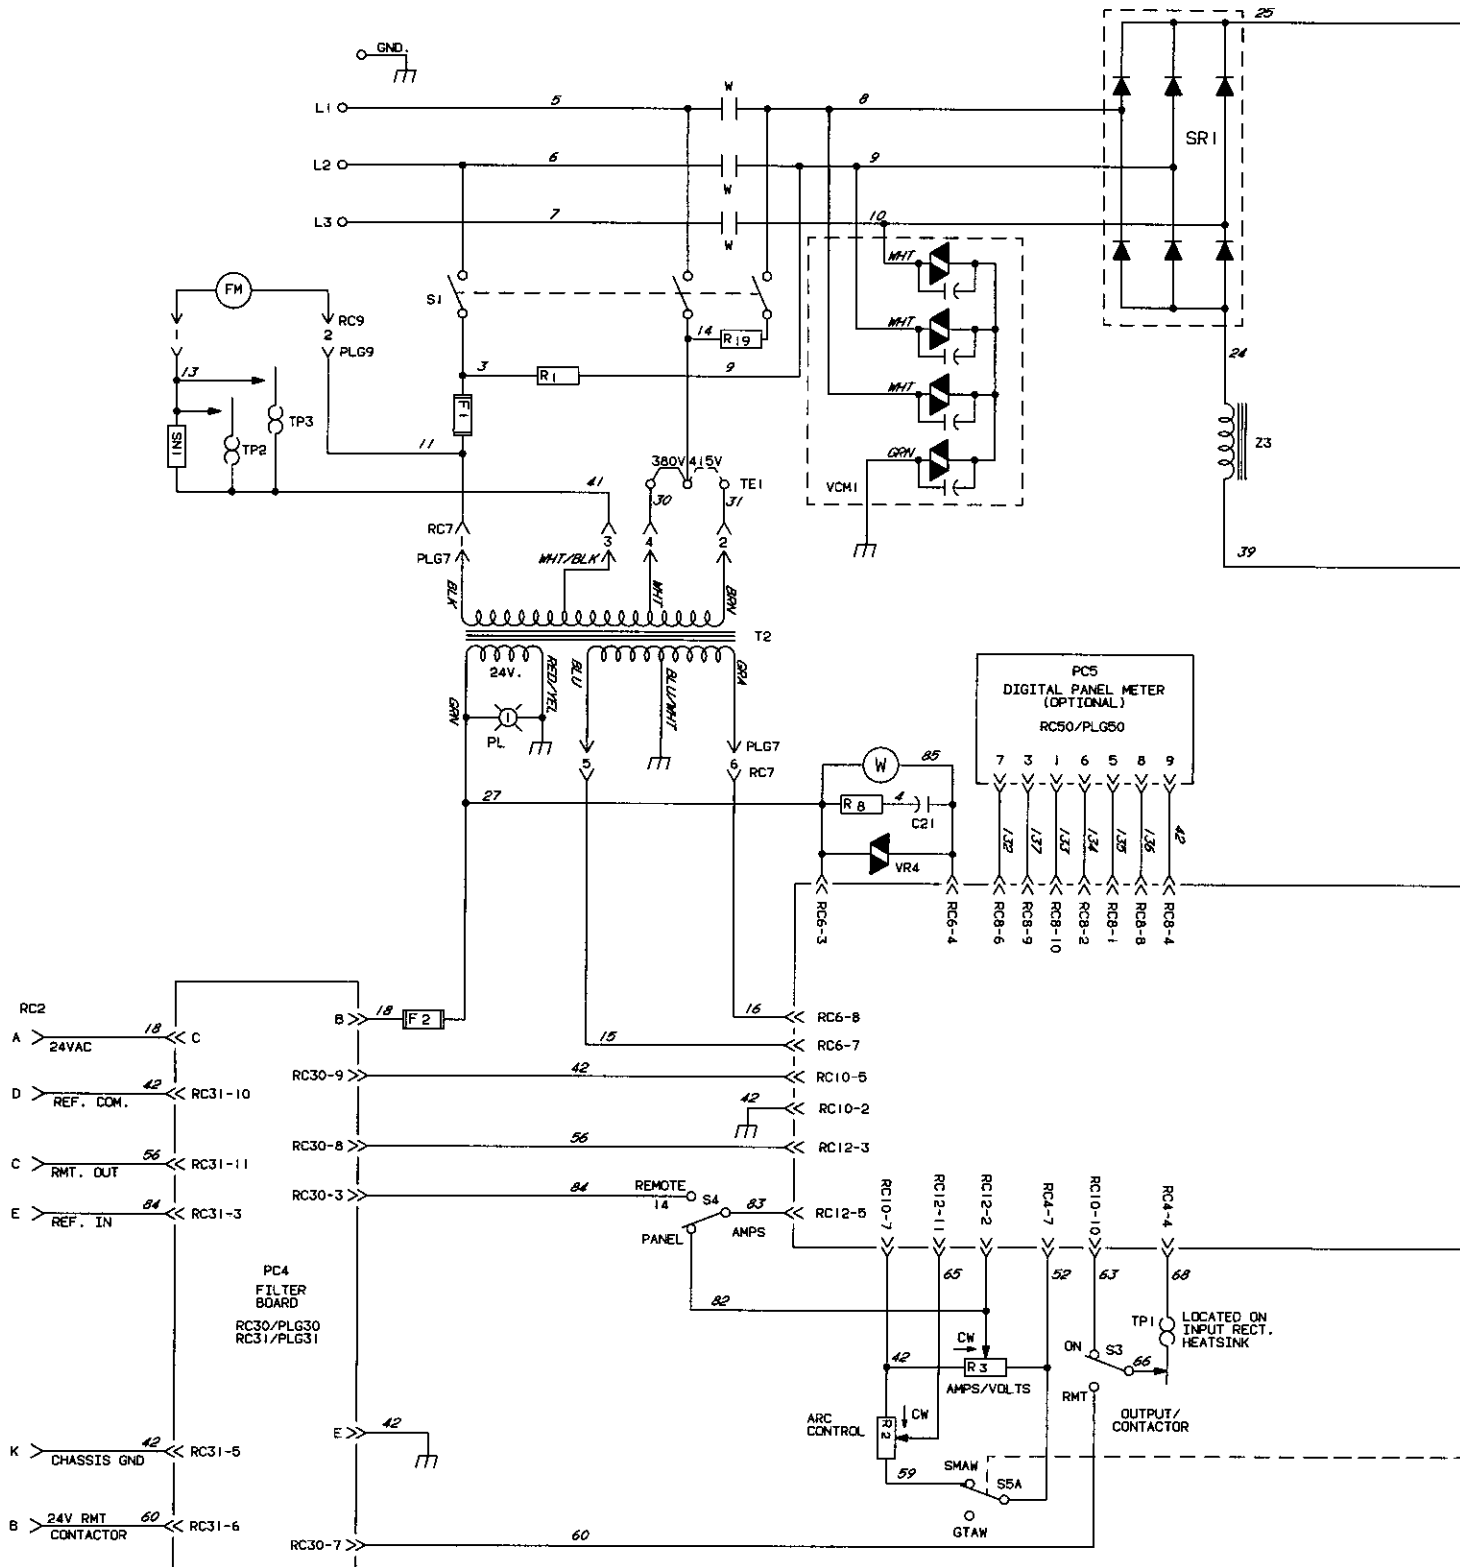 25
GND.
W
L1
5
8
SR1
L2
6
9
W
L3
7
10
W
WHT
FM
S1
RC9
2
PLG9
14
R19
WHT
24
13
3
R1
9
WHT
F1
TP3
SN1
TP2
11
GRN
Z3
380V 415V
TE1
VCM1
41
30
31
RC7
3
4
2
PLG7
WHT/BLK
39
BLK
WHT
BRN
T2
24V.
RED/YEL
BLU
BLU/WHT
GRA
GRN
PL
PC5
DIGITAL PANEL METER
(OPTIONAL)
RC50/PLG50
7 3 1 6 5 8 9
PLG7
5
6
RC7
W
85
27
R8
4
C21
132
137
133
134
135
136
42
VR4
RC6-3
RC6-4
RC8-6
RC8-9
RC8-10
RC8-2
RC8-1
RC8-8
RC8-4
RC2
B
18
F2
16
RC6-8
A
24VAC
18
C
15
RC6-7
RC30-9
42
RC10-5
D
REF. COM.
42
RC31-10
42
RC10-2
RC30-8
56
RC12-3
C
RMT. OUT
56
RC31-11
RC30-3
84
REMOTE
14
S4
83
AMPS
RC12-5
E
REF. IN
84
RC31-3
PANEL
RC10-7
RC12-11
RC12-2
RC4-7
RC10-10
RC4-4
PC4
FILTER
BOARD
RC30/PLG30
RC31/PLG31
65
52
63
68
82
TP1
LOCATED ON
INPUT RECT.
HEATSINK
CW
ON
S3
42
R3
66
AMPS/VOLTS
RMT
ARC
CONTROL
R2
CW
OUTPUT/
CONTACTOR
E
42
K
CHASSIS GND
42
RC31-5
59
SMAW
S5A
GTAW
B
24V RMT
CONTACTOR
60
RC31-6
RC30-7
60